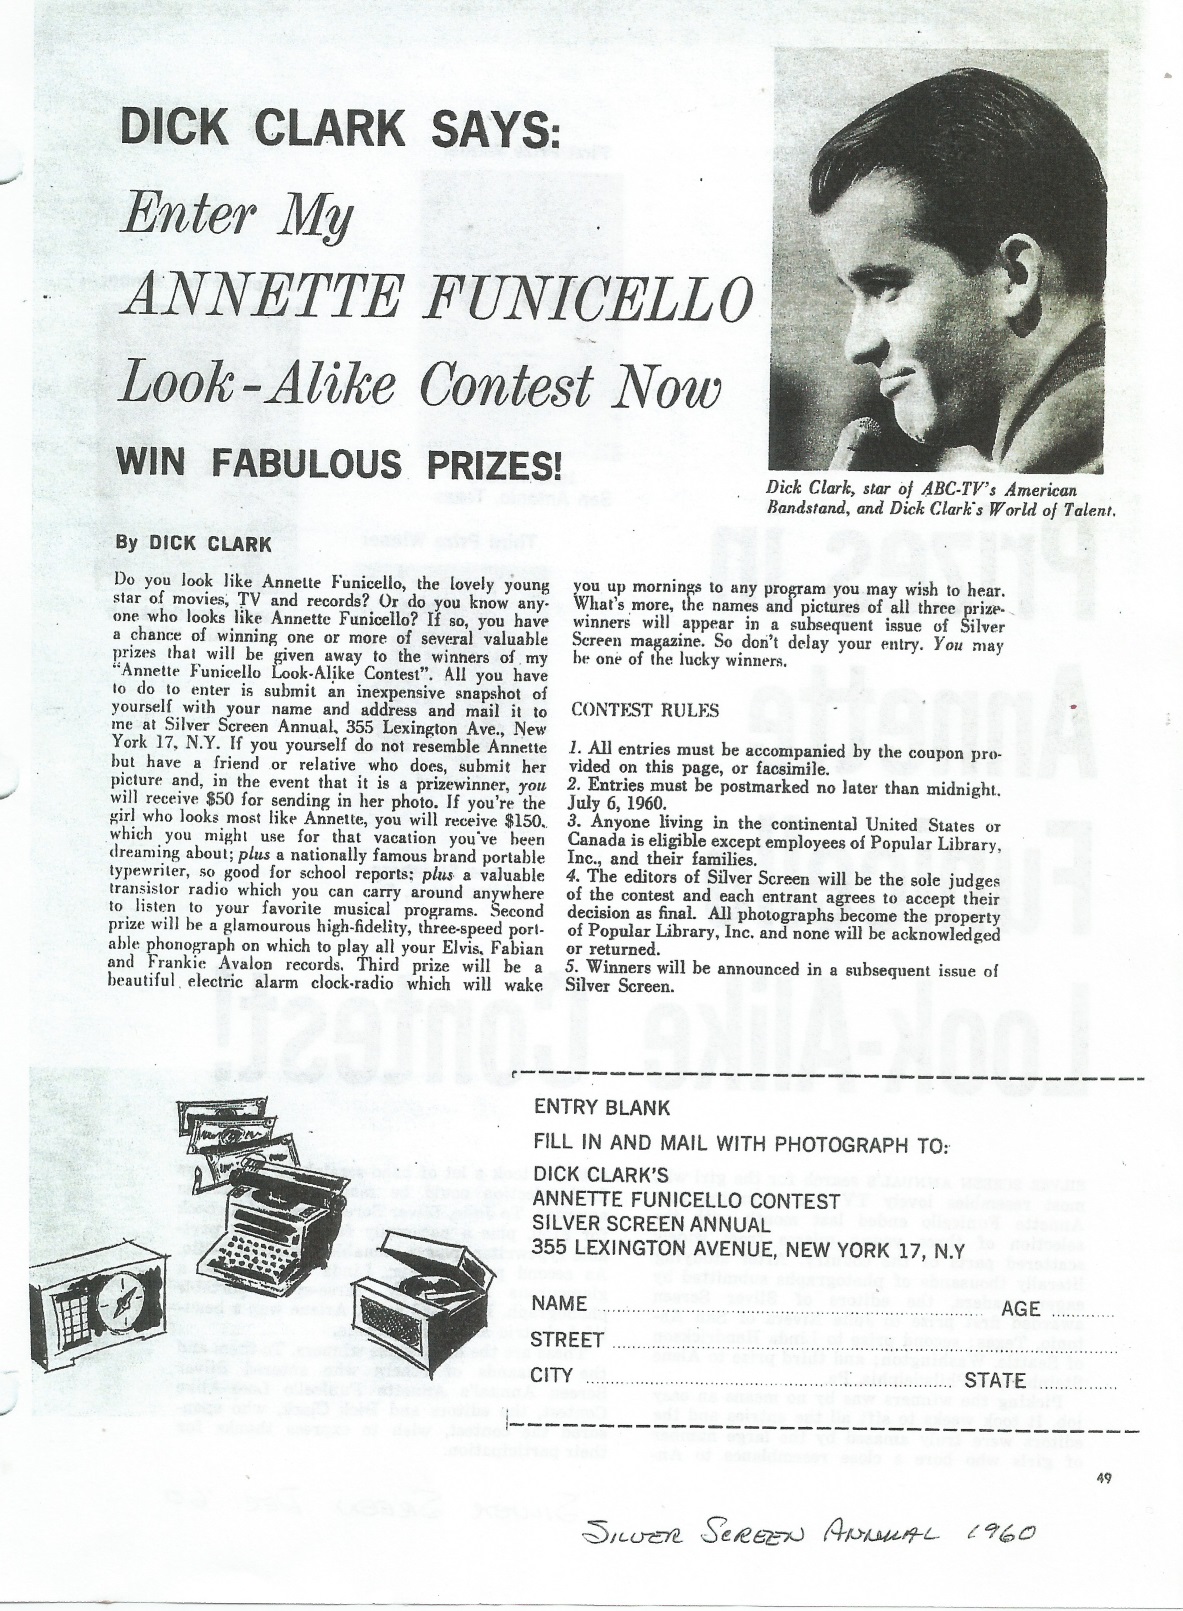 DICK CLARK SAYS:
Enter My
ANNETTE FUNICELLO
Look-Alike Contest Now
WIN FABULOUS PRIZES!
Dick Clark, star of ABC-TV's American
Bandstand, and Dick Clark's World of Talent.
By DICK CLARK
Do you look like Annette Funicello, the lovely young
star of movies, TV and records? Or do you know any-
one who looks like Annette Funicello? If so, you have
a chance of winning one or more of several valuable
prizes that will be given away to the winners of my
"Annette Funicello Look-Alike Contest". All you have
to do to enter is submit an inexpensive snapshot of
yourself with your name and address and mail it to
me at Silver Screen Annual, 355 Lexington Ave., New
York 17, N.Y. If you yourself do not resemble Annette
but have a friend or relative who does, submit her
picture and, in the event that it is a prizewinner, you
will receive $50 for sending in her photo. If you're the
girl who looks most like Annette, you will receive $150,
which you might use for that vacation you've been
dreaming about; plus a nationally famous brand portable
typewriter, so good for school reports; plus a valuable
transistor radio which you can carry around anywhere
to listen to your favorite musical programs. Second
prize will be a glamourous high-fidelity, three-speed port-
able phonograph on which to play all your Elvis, Fabian
and Frankie Avalon records. Third prize will be a
beautiful electric alarm clock-radio which will wake
you up mornings to any program you may wish to hear.
What's more, the names and pictures of all three prize-
winners will appear in a subsequent issue of Silver
Screen magazine. So don't delay your entry. You may
be one of the lucky winners.
CONTEST RULES
1. All entries must be accompanied by the coupon pro-
vided on this page, or facsimile.
2. Entries must be postmarked no later than midnight,
July 6, 1960.
3. Anyone living in the continental United States or
Canada is eligible except employees of Popular Library,
Inc., and their families.
4. The editors of Silver Screen will be the sole judges
of the contest and each entrant agrees to accept their
decision as final. All photographs become the property
of Popular Library, Inc. and none will be acknowledged
or returned.
5. Winners will be announced in a subsequent issue of
Silver Screen.
ENTRY BLANK
FILL IN AND MAIL WITH PHOTOGRAPH TO:
DICK CLARK'S
ANNETTE FUNICELLO CONTEST
SILVER SCREEN ANNUAL
355 LEXINGTON AVENUE, NEW YORK 17, N.Y
NAME AGE
STREET
CITY STATE
49
SILVER SCREEN ANNUAL 1960